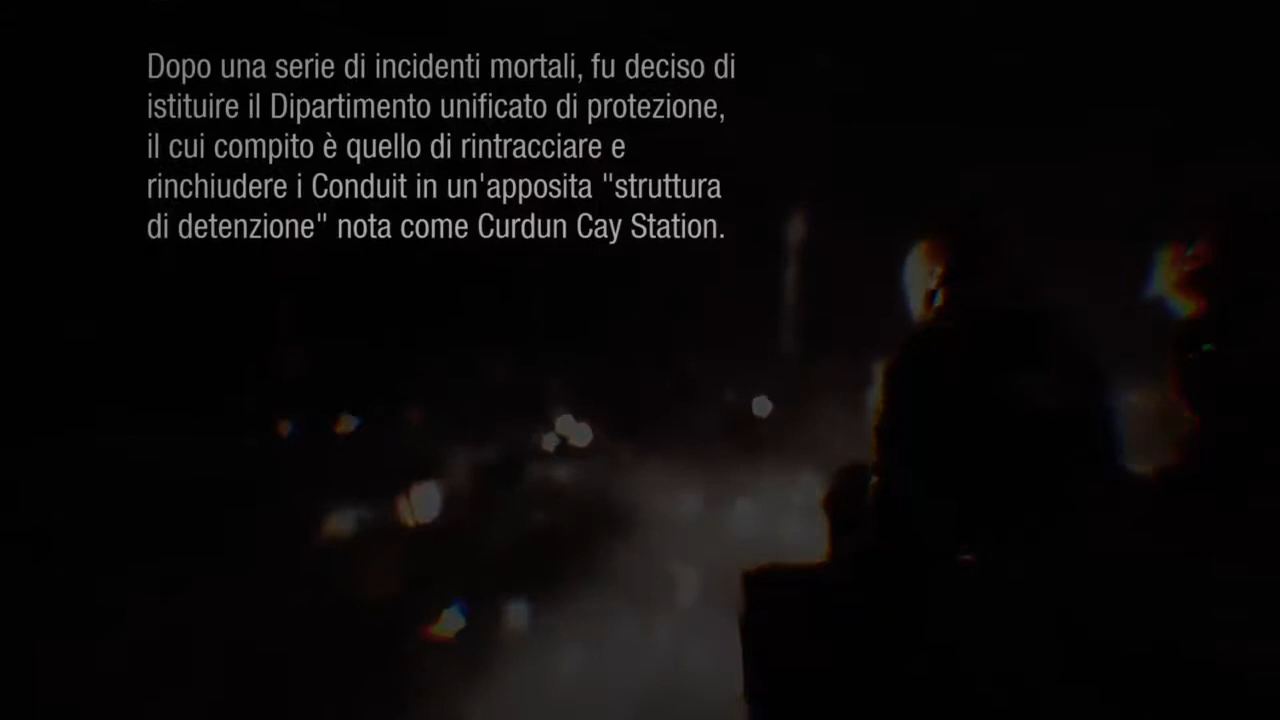 Dopo una serie di incidenti mortali, fu deciso di
istituire il Dipartimento unificato di protezione,
il cui compito è quello di rintracciare e
rinchiudere i Conduit in un'apposita "struttura
di detenzione" nota come Curdun Cay Station.